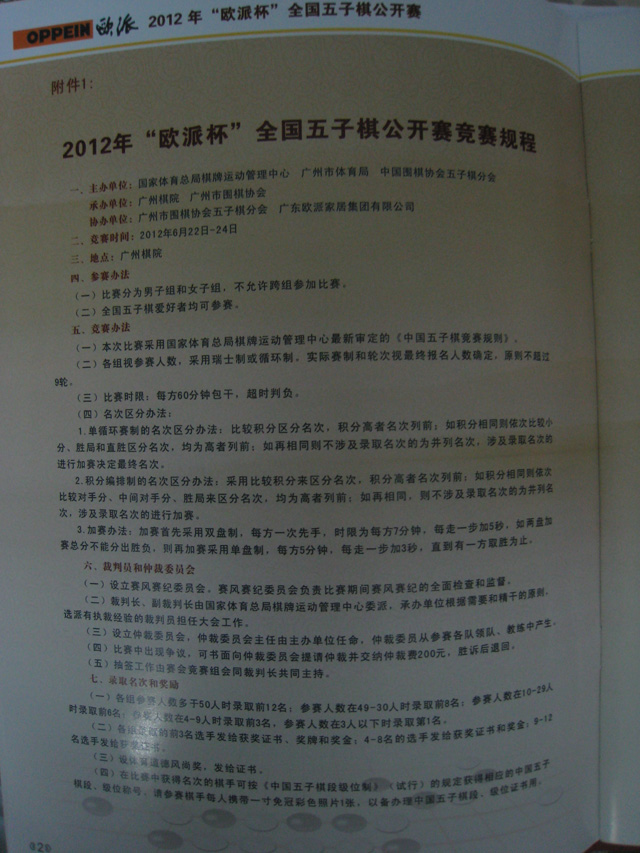 OPPEIN 欧派 2012年“欧派杯”全国五子棋公开赛
附件1:
2012年“欧派杯”全国五子棋公开赛竞赛规程
一、主办单位：国家体育总局棋牌运动管理中心 广州市体育局 中国围棋协会五子棋分会
承办单位：广州棋院 广州市围棋协会
协办单位：广州市围棋协会五子棋分会 广东欧派家居集团有限公司
二、竞赛时间：2012年6月22日-24日
三、地点：广州棋院
四、参赛办法
（一）比赛分为男子组和女子组，不允许跨组参加比赛。
（二）全国五子棋爱好者均可参赛。
五、竞赛办法
（一）本次比赛采用国家体育总局棋牌运动管理中心最新审定的《中国五子棋竞赛规则》。
（二）各组视参赛人数，采用瑞士制或循环制，实际赛制和轮次视最终报名人数确定，原则不超过
9轮。
（三）比赛时限：每方60分钟包干，超时判负。
（四）名次区分办法：
1.单循环赛制的名次区分办法：比较积分区分名次，积分高者名次列前；如积分相同则依次比较小
分、胜局和直胜区分名次，均为高者列前；如再相同则不涉及录取名次的为并列名次，涉及录取名次的
进行加赛决定最终名次。
2.积分编排制的名次区分办法：采用比较积分来区分名次，积分高者名次列前；如积分相同则依次
比较对手分、中间对手分、胜局来区分名次，均为高者列前；如再相同，则不涉及录取名次的为并列名
次，涉及录取名次的进行加赛。
3.加赛办法：加赛首先采用双盘制，每方一次先手，时限为每方7分钟，每走一步加5秒，如两盘加
赛总分不能分出胜负，则再加赛采用单盘制，每方5分钟，每走一步加3秒，直到有一方取胜为止。
六、裁判员和仲裁委员会
（一）设立赛风赛纪委员会，赛风赛纪委员会负责比赛期间赛风赛纪的全面检查和监督。
（二）裁判长、副裁判长由国家体育总局棋牌运动管理中心委派，承办单位根据需要和精干的原则，
选派有执裁经验的裁判员担任大会工作。
（三）设立仲裁委员会，仲裁委员会主任由主办单位任命，仲裁委员从参赛各队领队、教练中产生。
（四）比赛中出现争议，可书面向仲裁委员会提请仲裁并交纳仲裁费200元，胜诉后退回。
（五）抽签工作由赛会竞赛组会同裁判长共同主持。
七、录取名次和奖励
（一）各组参赛人数多于50人时录取前12名；参赛人数在49-30人时录取前8名；参赛人数在10-29人
时录取前6名；参赛人数在4-9人时录取前3名，参赛人数在3人以下时录取第1名。
（二）各组录取的前3名选手发给获奖证书、奖牌和奖金；4-8名的选手发给获奖证书和奖金；9-12
名选手发给获奖证书。
（三）设体育道德风尚奖，发给证书。
（四）在比赛中获得名次的棋手可按《中国五子棋段级位制》（试行）的规定获得相应的中国五子
棋段、级位称号，请参赛棋手每人携带一寸免冠彩色照片1张，以备办理中国五子棋段、级位证书用。